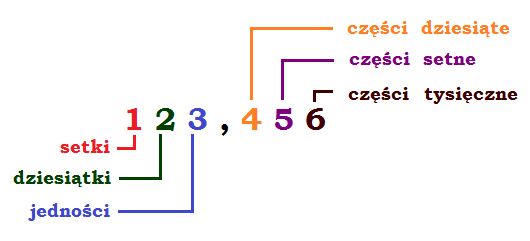 części dziesiąte
części setne
części tysięczne
123,456
setki
dziesiątki
jedności